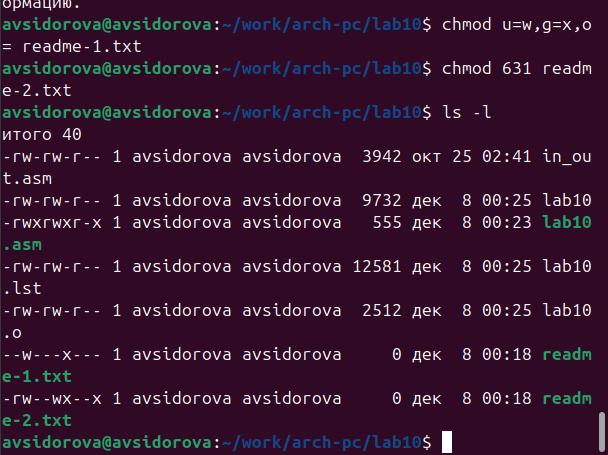 ормацию.
avsidorova@avsidorova:~/work/arch-pc/lab10$ chmod u=w,g=x,o
= readme-1.txt
avsidorova@avsidorova:~/work/arch-pc/lab10$ chmod 631 readm
e-2.txt
avsidorova@avsidorova:~/work/arch-pc/lab10$ ls -l
итого 40
-rw-rw-r-- 1 avsidorova avsidorova  3942 окт 25 02:41 in_ou
t.asm
-rw-rw-r-- 1 avsidorova avsidorova  9732 дек  8 00:25 lab10
-rwxrwxr-x 1 avsidorova avsidorova   555 дек  8 00:23 lab10
.asm
-rw-rw-r-- 1 avsidorova avsidorova 12581 дек  8 00:25 lab10
.lst
-rw-rw-r-- 1 avsidorova avsidorova  2512 дек  8 00:25 lab10
.o
--w---x--- 1 avsidorova avsidorova     0 дек  8 00:18 readm
e-1.txt
-rw--wx--x 1 avsidorova avsidorova     0 дек  8 00:18 readm
e-2.txt
avsidorova@avsidorova:~/work/arch-pc/lab10$